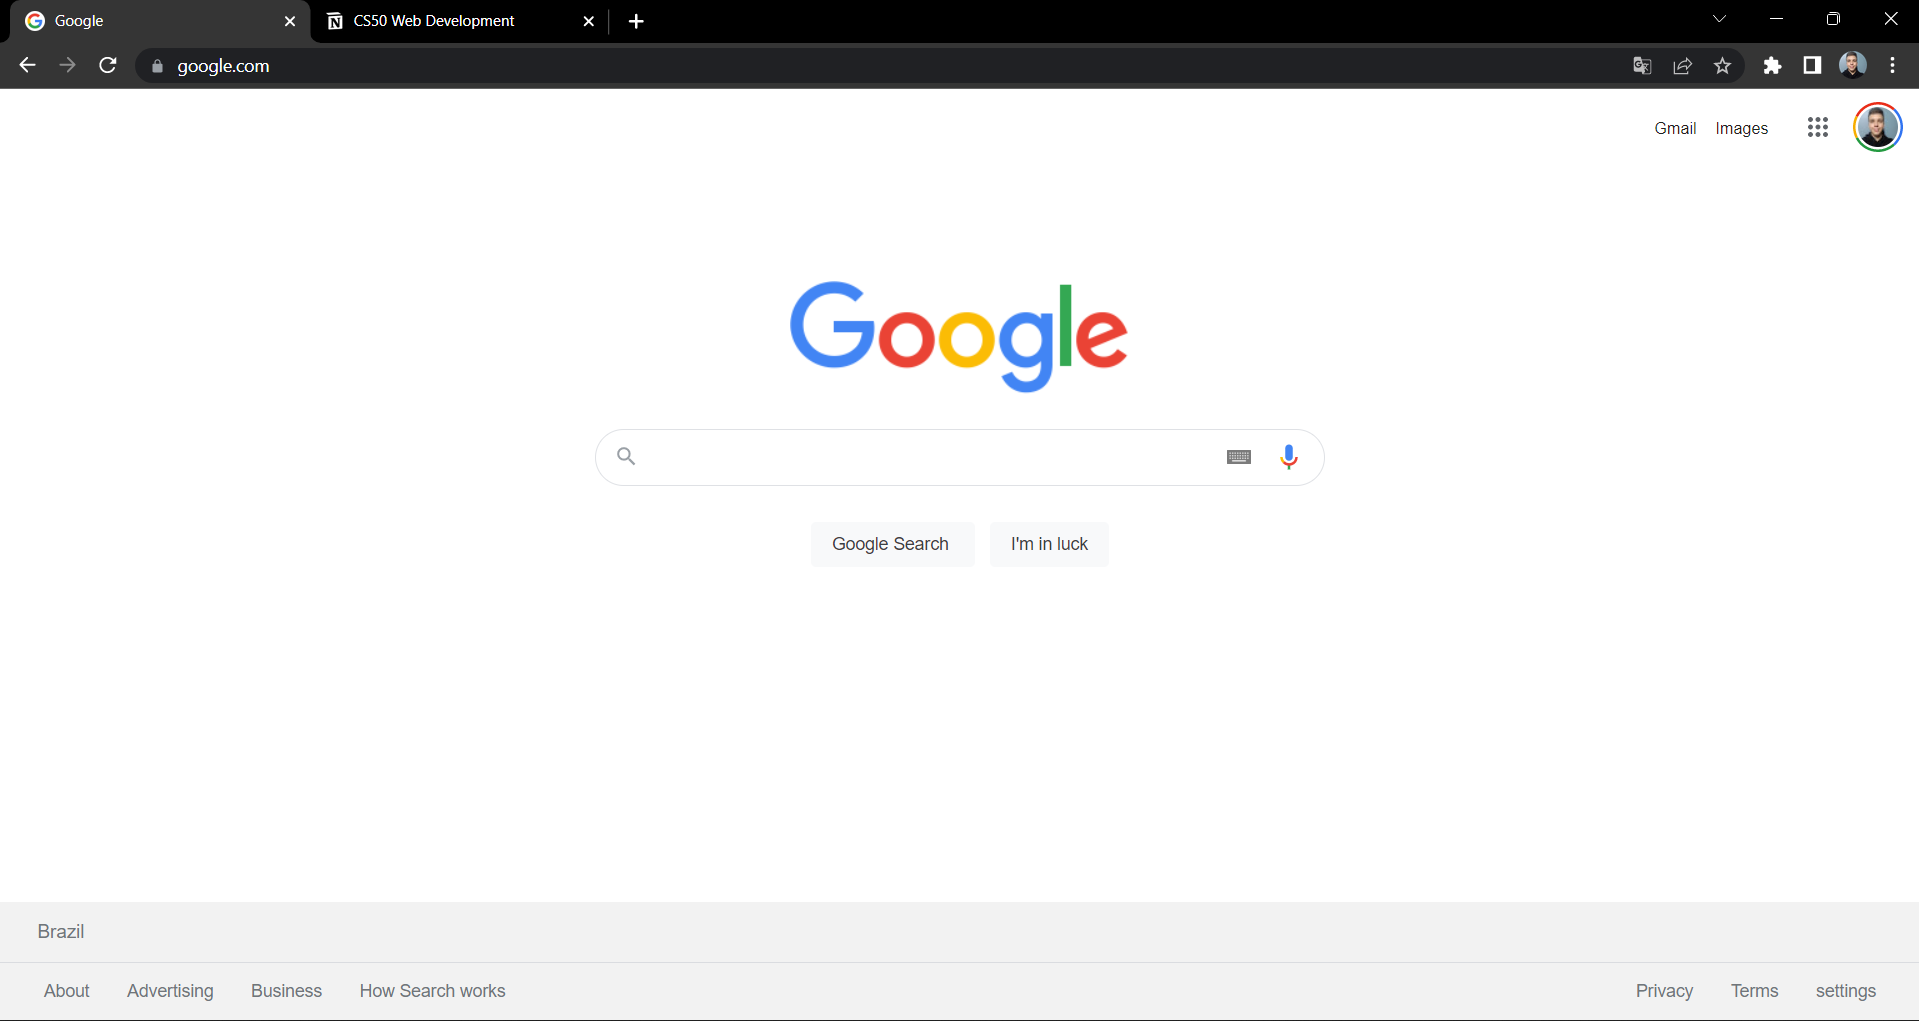 Google
CS50 Web Development
google.com
Gmail Images
Google
Google Search I'm in luck
Brazil
About Advertising Business How Search works Privacy Terms settings